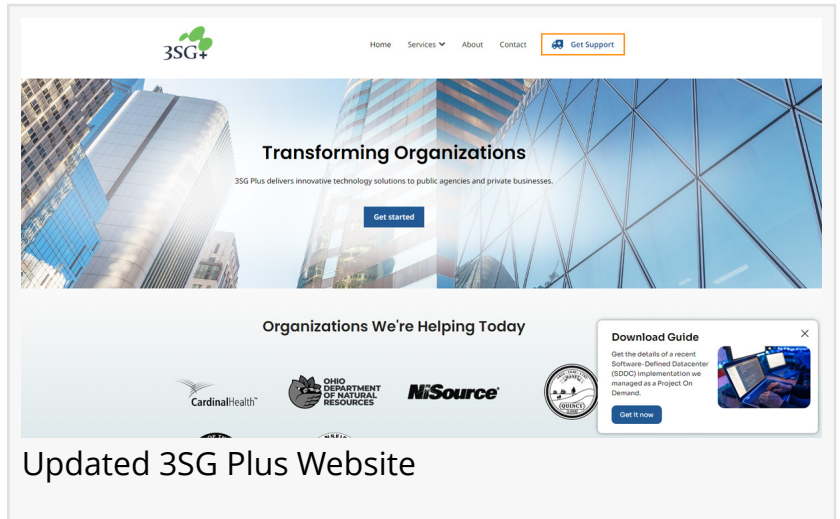 3SG+
Home Services About Contact Get Support
Transforming Organizations
3SG Plus delivers innovative technology solutions to public agencies and private businesses.
Get started
Organizations We're Helping Today
CardinalHealth™
OHIO
DEPARTMENT
OF NATURAL
RESOURCES
NiSource
QUINCY
Download Guide
Get the details of a recent
Software-Defined Datacenter
(SDDC) implementation we
managed as a Project On
Demand.
Get it now
Updated 3SG Plus Website